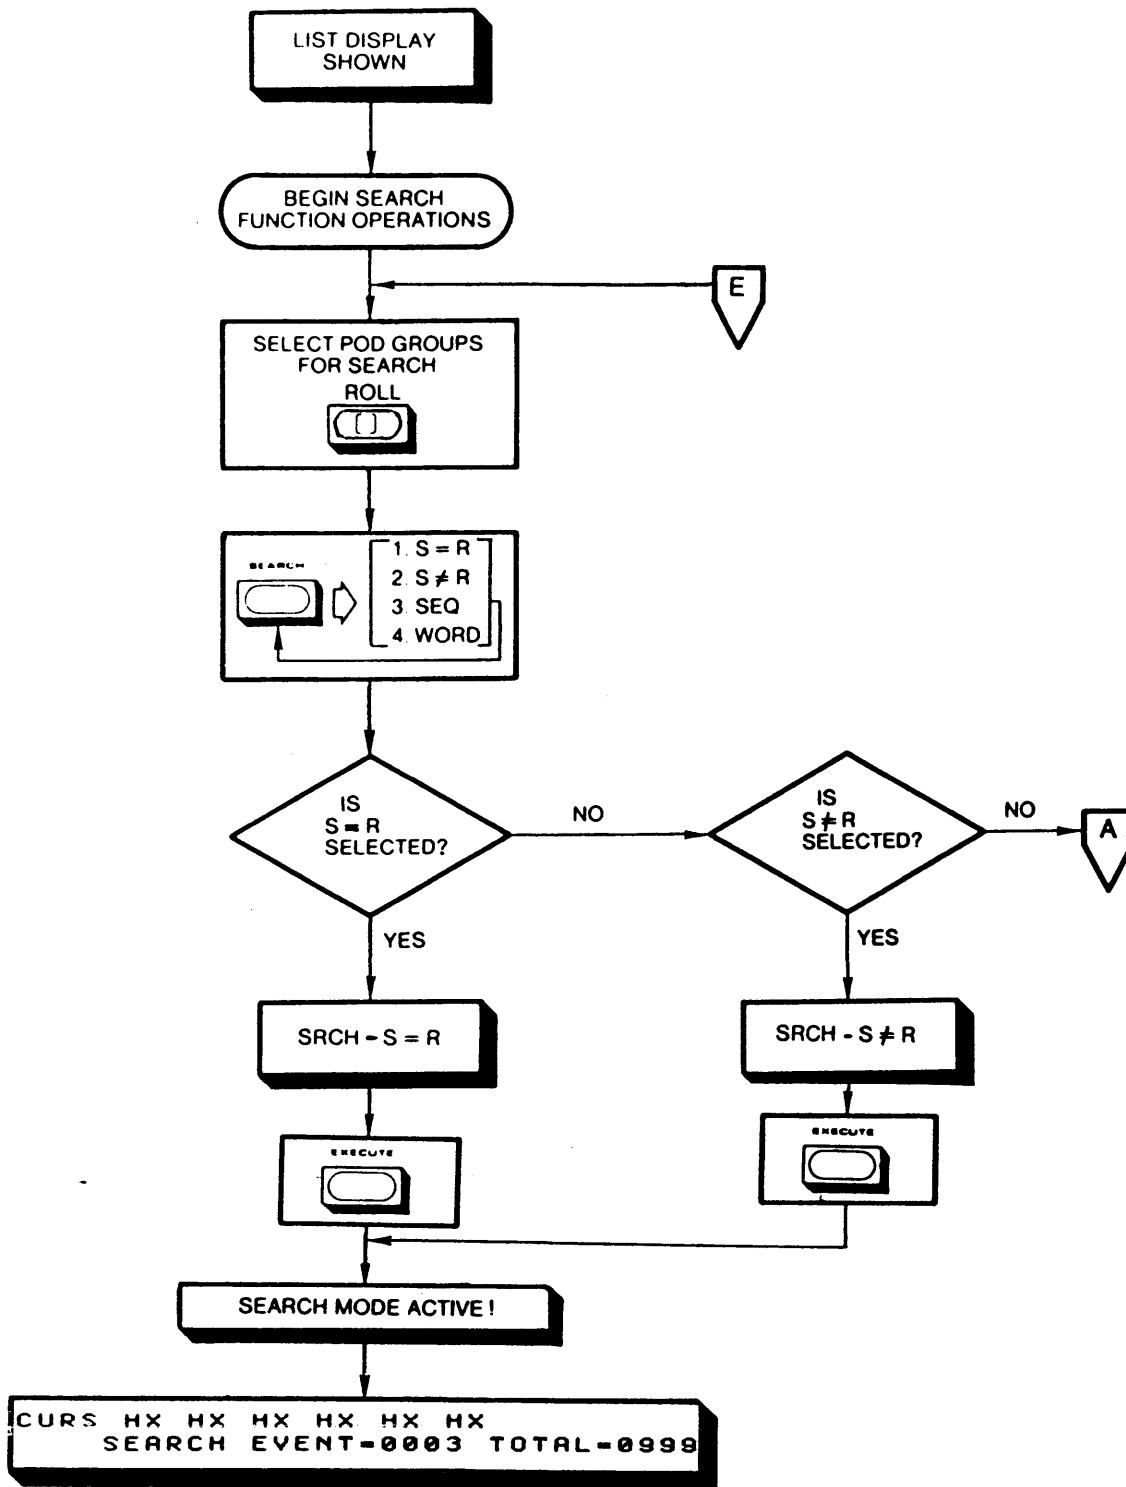 LIST DISPLAY
SHOWN
BEGIN SEARCH
FUNCTION OPERATIONS
E
SELECT POD GROUPS
FOR SEARCH
ROLL
SEARCH
1. S = R
2. S ≠ R
3. SEQ
4. WORD
IS
S = R
SELECTED?
NO
IS
S ≠ R
SELECTED?
NO
A
YES
YES
SRCH - S = R
SRCH - S ≠ R
EXECUTE
EXECUTE
SEARCH MODE ACTIVE !
CURS HX HX HX HX HX HX
SEARCH EVENT=0003 TOTAL=0999